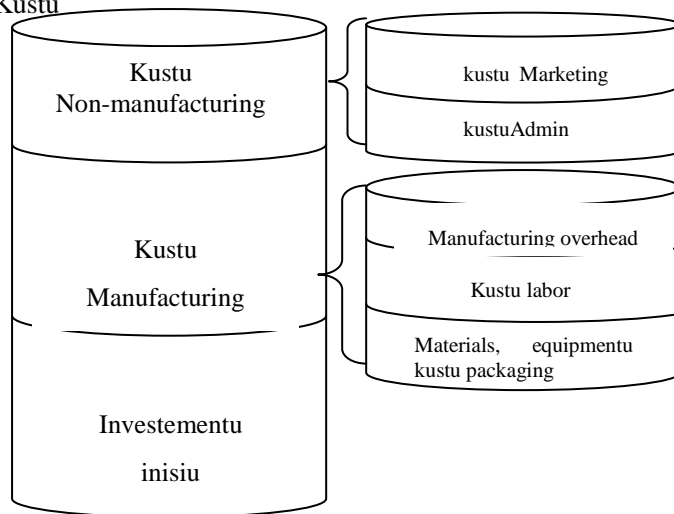 Kustu
Kustu
Non-manufacturing
kustu Marketing
kustuAdmin
Kustu
Manufacturing
Manufacturing overhead
Kustu labor
Materials, equipmentu
kustu packaging
Investementu
inisiu